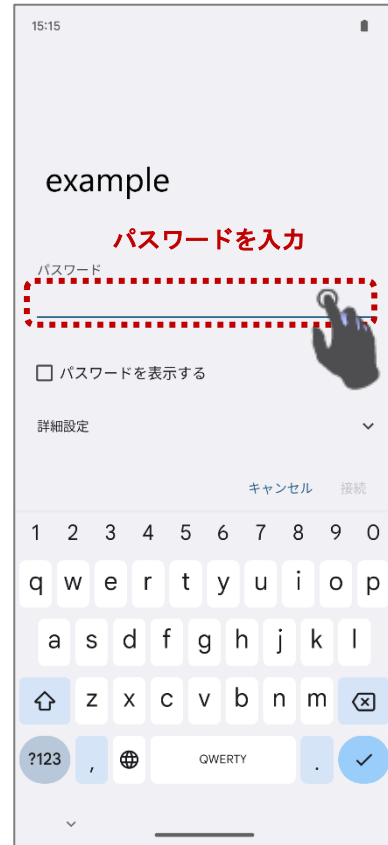 15:15
example
パスワードを入力
パスワード
パスワードを表示する
詳細設定
キャンセル 接続
1 2 3 4 5 6 7 8 9 0
q w e r t y u i o p
a s d f g h j k l
z x c v b n m
?123 , QWERTY .